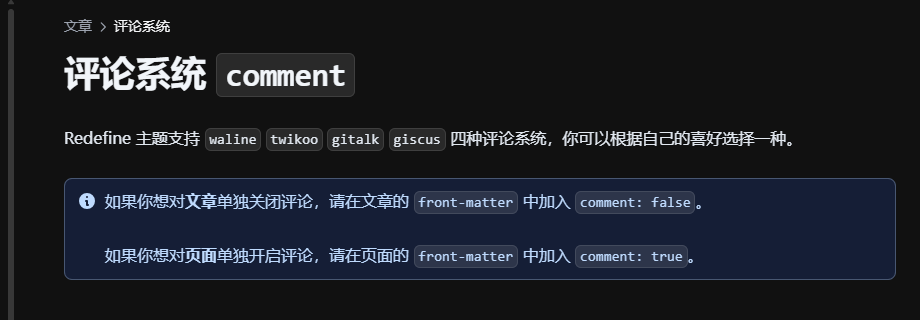 文章 > 评论系统
评论系统 comment
Redefine 主题支持 waline twikoo gitalk giscus 四种评论系统，你可以根据自己的喜好选择一种。
如果你想对文章单独关闭评论，请在文章的 front-matter 中加入 comment: false。
如果你想对页面单独开启评论，请在页面的 front-matter 中加入 comment: true。